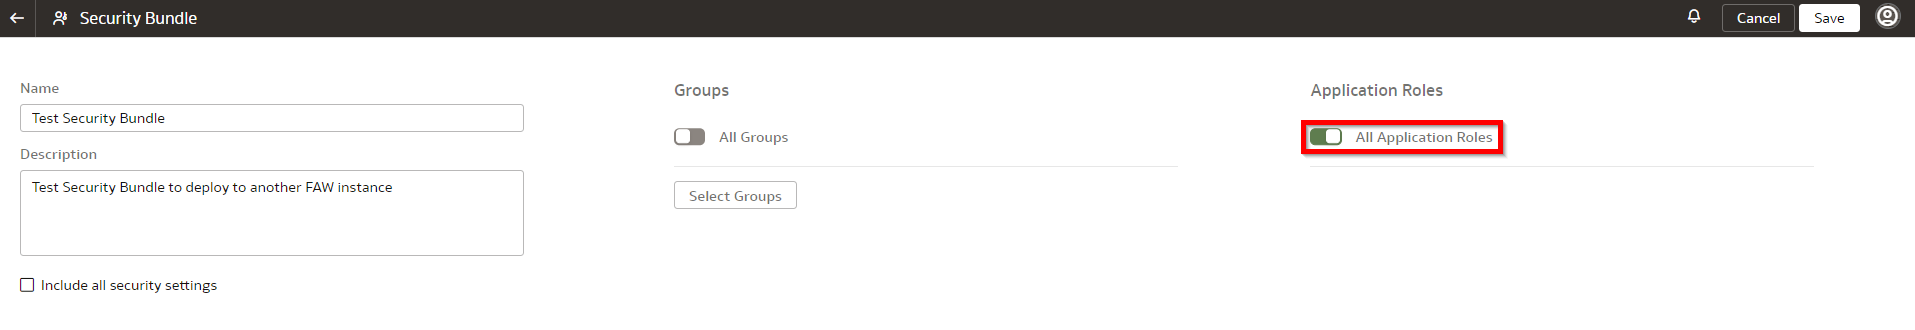 Security Bundle
Cancel
Save
Name
Test Security Bundle
Description
Test Security Bundle to deploy to another FAW instance
Include all security settings
Groups
All Groups
Select Groups
Application Roles
All Application Roles